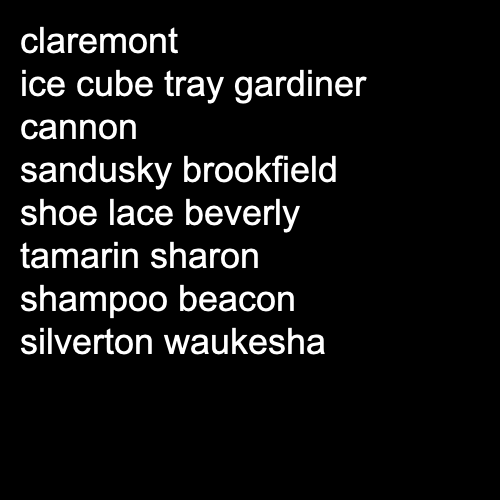 claremont
ice cube tray gardiner
cannon
sandusky brookfield
shoe lace beverly
tamarin sharon
shampoo beacon
silverton waukesha